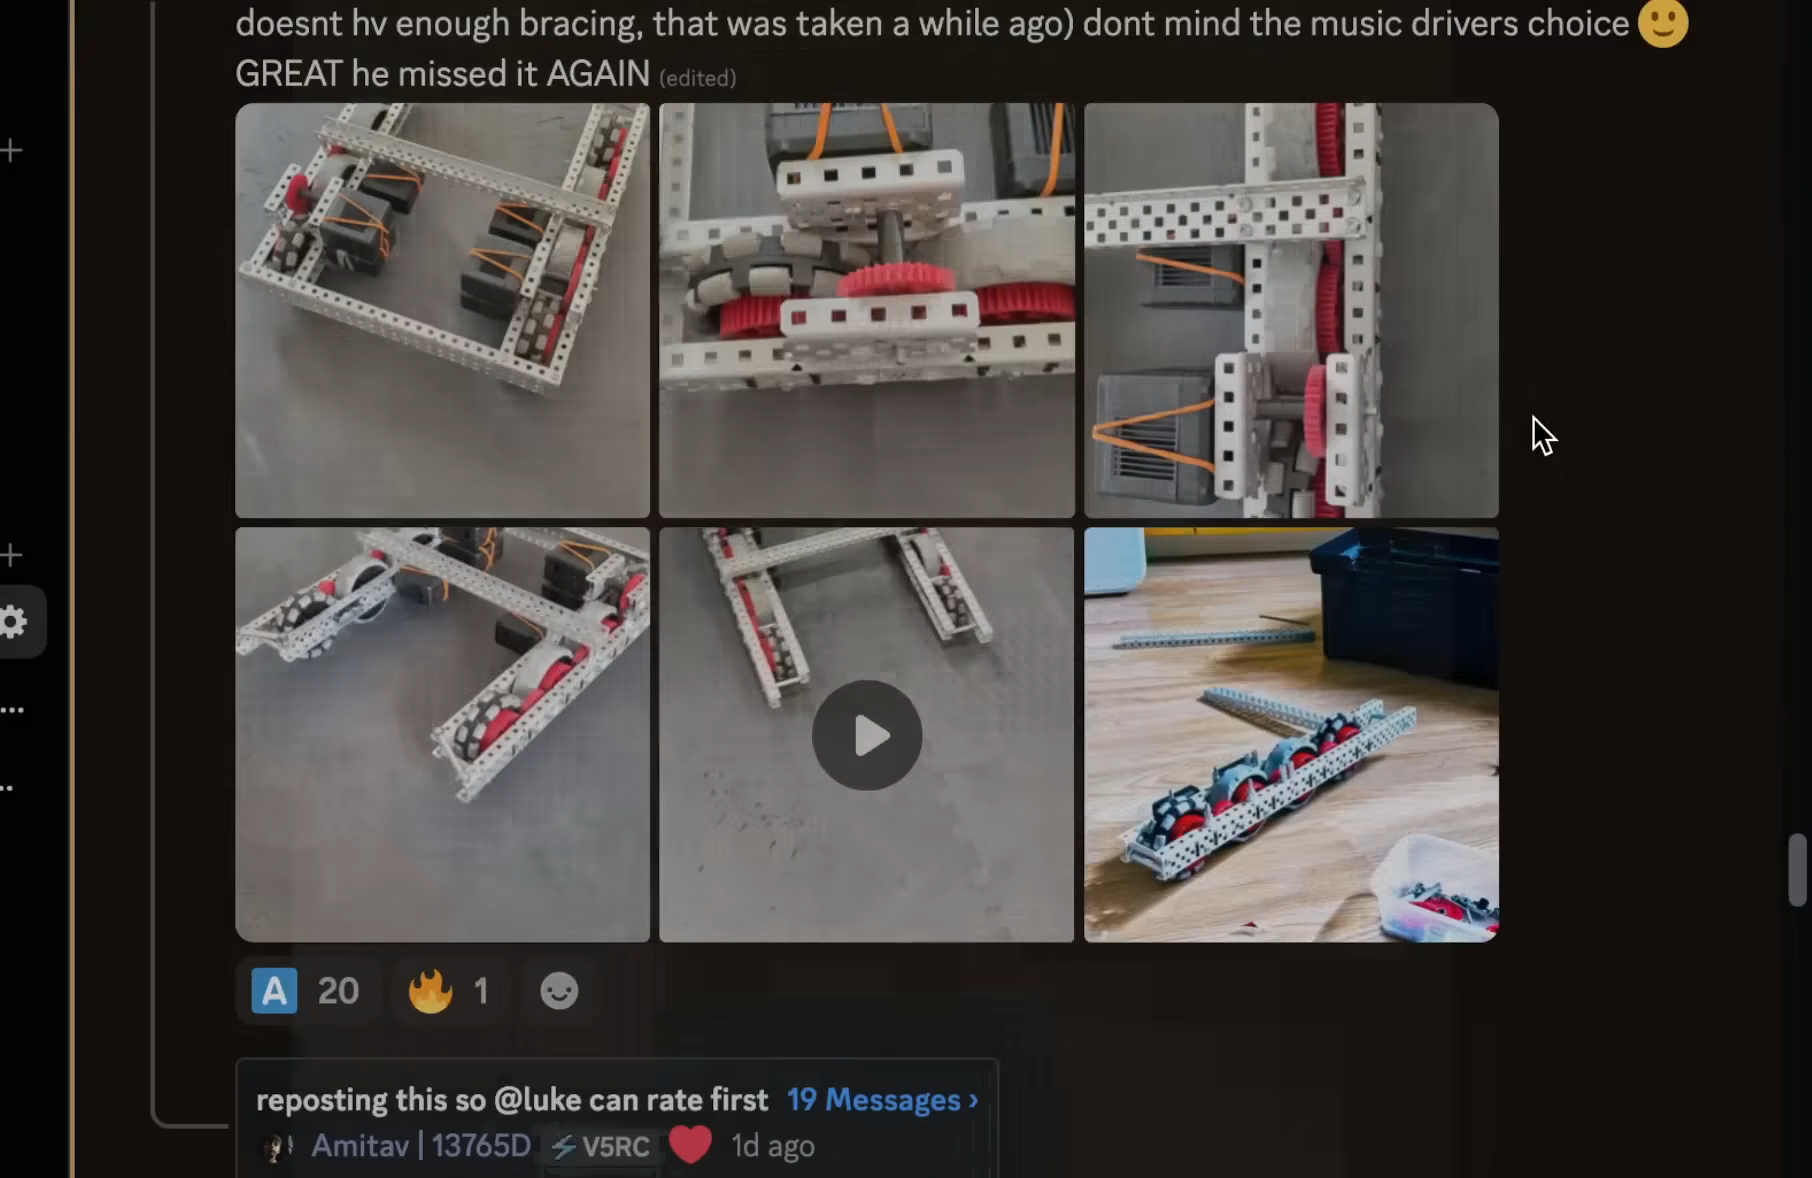 doesnt hv enough bracing, that was taken a while ago) dont mind the music drivers choice 🙂
GREAT he missed it AGAIN (edited)
A 20 🔥 1
reposting this so @luke can rate first 19 Messages ›
Amitav | 13765D V5RC ❤️ 1d ago